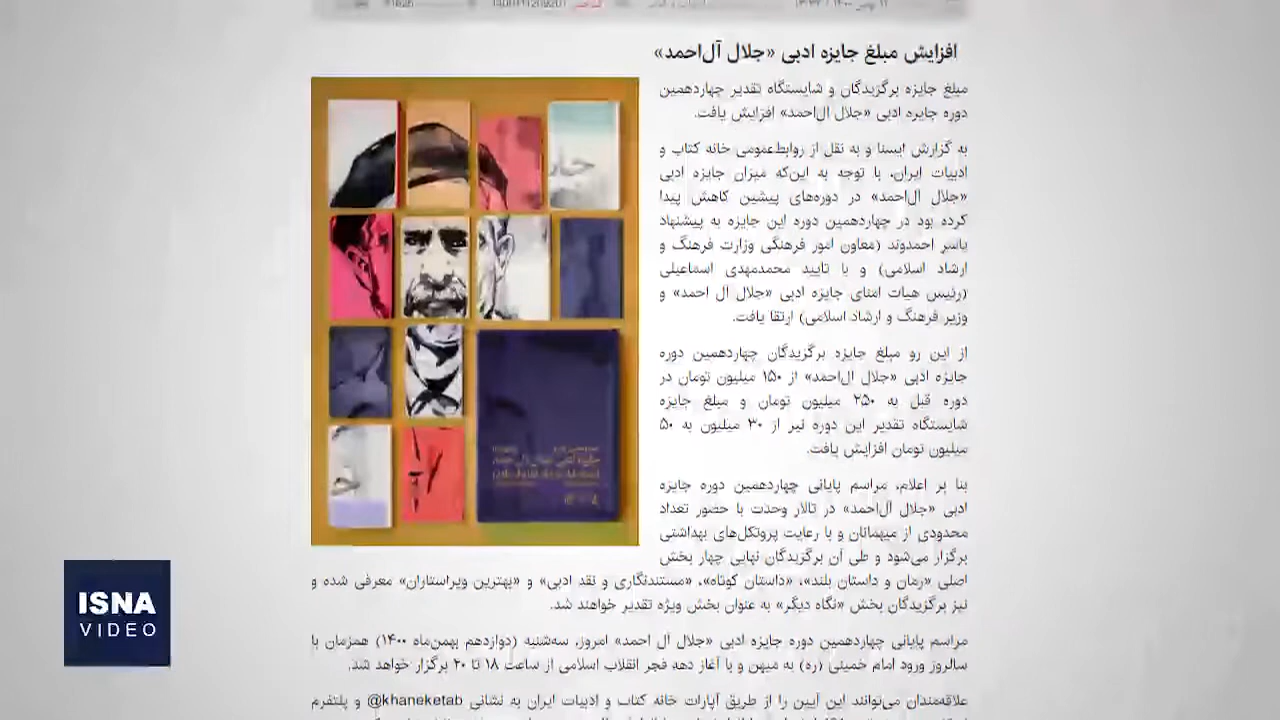 افزایش مبلغ جایزه ادبی «جلال آل‌احمد»
مبلغ جایزه برگزیدگان و شایستگاه تقدیر چهاردهمین
دوره جایزه ادبی «جلال آل‌احمد» افزایش یافت.
به گزارش ایسنا و به نقل از روابط‌عمومی خانه کتاب و
ادبیات ایران، با توجه به این‌که میزان جایزه ادبی
«جلال آل‌احمد» در دوره‌های پیشین کاهش پیدا
کرده بود در چهاردهمین دوره این جایزه به پیشنهاد
یاسر احمدوند (معاون امور فرهنگی وزارت فرهنگ و
ارشاد اسلامی) و با تایید محمدمهدی اسماعیلی
(رئیس هیات امنای جایزه ادبی «جلال آل احمد» و
وزیر فرهنگ و ارشاد اسلامی) ارتقا یافت.
از این رو مبلغ جایزه برگزیدگان چهاردهمین دوره
جایزه ادبی «جلال آل‌احمد» از ۱۵۰ میلیون تومان در
دوره قبل به ۲۵۰ میلیون تومان و مبلغ جایزه
شایستگاه تقدیر این دوره نیز از ۳۰ میلیون به ۵۰
میلیون تومان افزایش یافت.
بنا بر اعلام، مراسم پایانی چهاردهمین دوره جایزه
ادبی «جلال آل‌احمد» در تالار وحدت با حضور تعداد
محدودی از میهمانان و با رعایت پروتکل‌های بهداشتی
برگزار می‌شود و طی آن برگزیدگان نهایی چهار بخش
اصلی «رمان و داستان بلند»، «داستان کوتاه»، «مستندنگاری و نقد ادبی» و «بهترین ویراستاران» معرفی شده و
نیز برگزیدگان بخش «نگاه دیگر» به عنوان بخش ویژه تقدیر خواهند شد.
مراسم پایانی چهاردهمین دوره جایزه ادبی «جلال آل احمد» امروز، سه‌شنبه (دوازدهم بهمن‌ماه ۱۴۰۰) همزمان با
سالروز ورود امام خمینی (ره) به میهن و با آغاز دهه فجر انقلاب اسلامی از ساعت ۱۸ تا ۲۰ برگزار خواهد شد.
علاقه‌مندان می‌توانند این آیین را از طریق آپارات خانه کتاب و ادبیات ایران به نشانی khaneketab@ و پلتفرم
ISNA
VIDEO